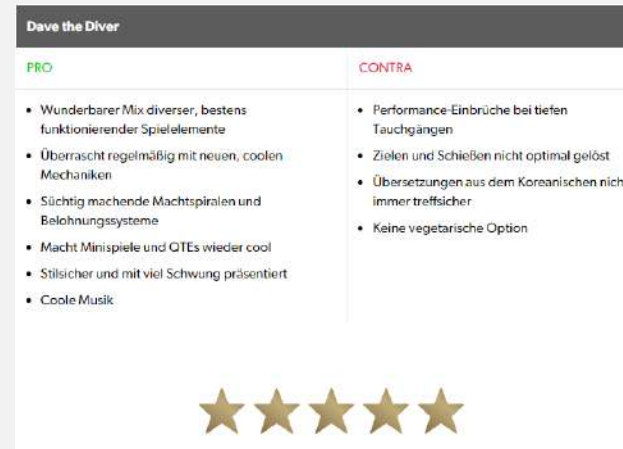 Dave the Diver
PRO
Wunderbarer Mix diverser, bestens
funktionierender Spielelemente
Überrascht regelmäßig mit neuen, coolen
Mechaniken
Süchtig machende Machtspiralen und
Belohnungssysteme
Macht Minispiele und QTEs wieder cool
Stilsicher und mit viel Schwung präsentiert
Coole Musik
CONTRA
Performance-Einbrüche bei tiefen
Tauchgängen
Zielen und Schießen nicht optimal gelöst
Übersetzungen aus dem Koreanischen nich
immer treffsicher
Keine vegetarische Option